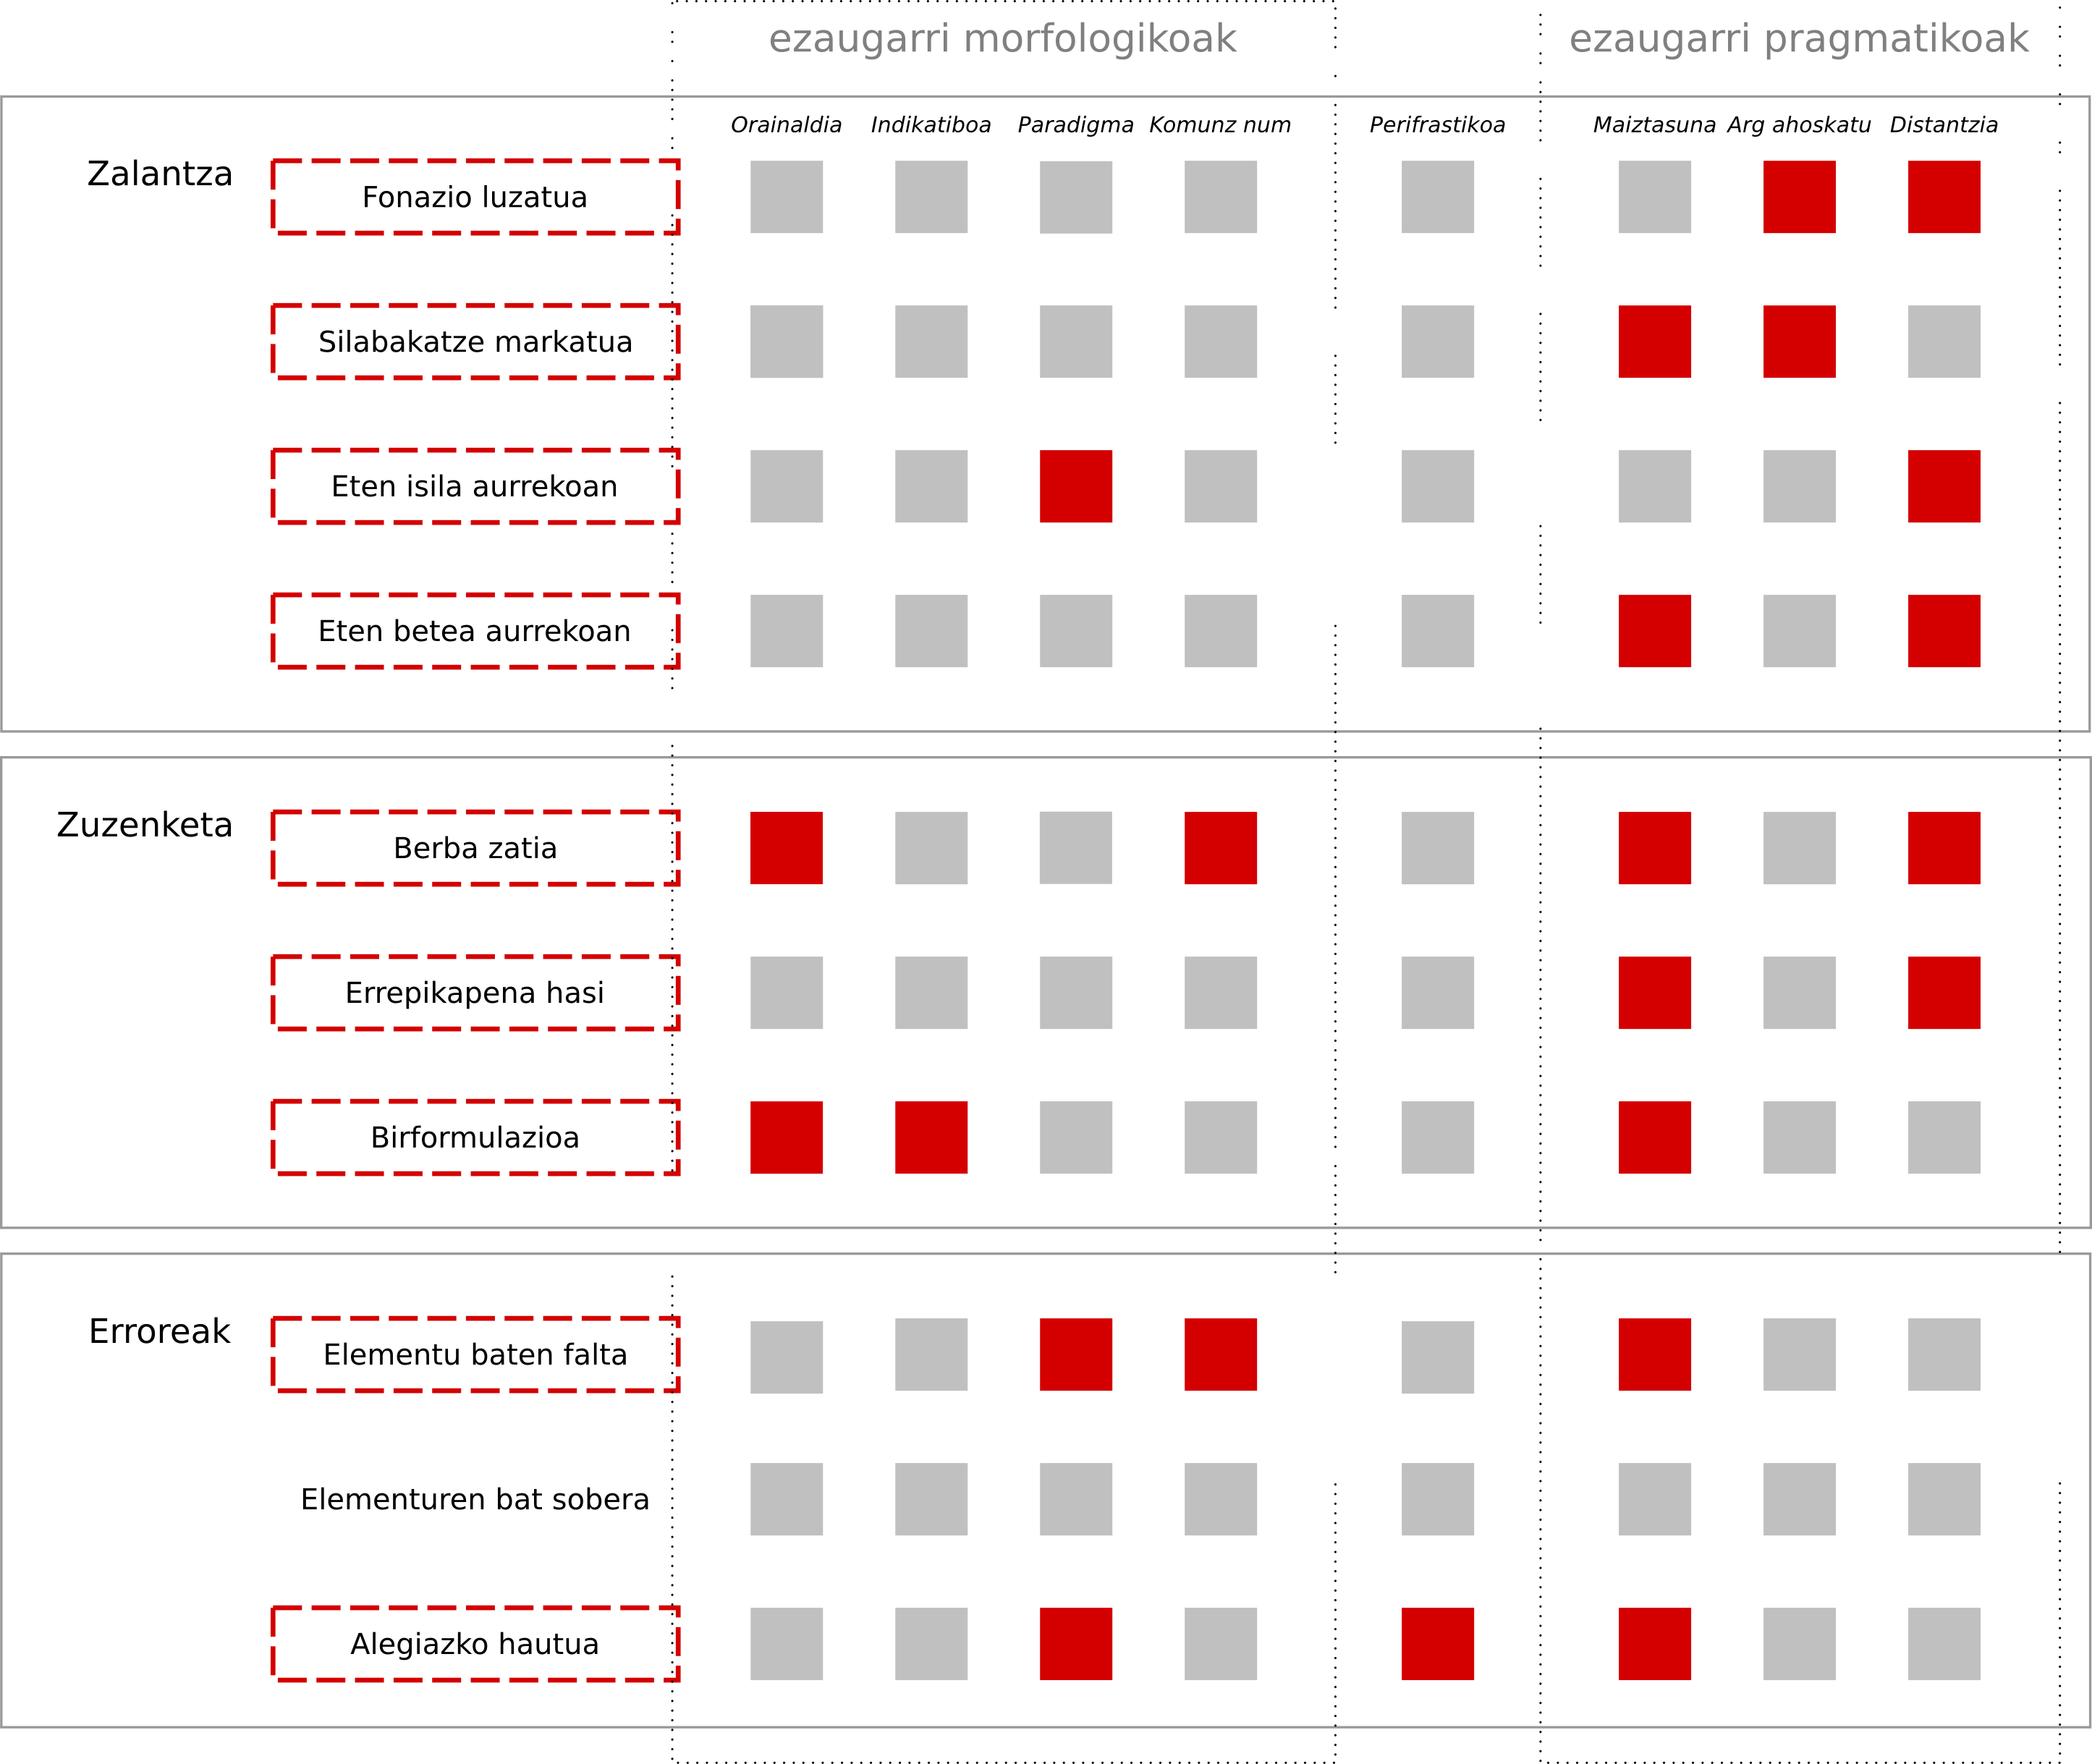 ezaugarri morfologikoak ezaugarri pragmatikoak
Orainaldia Indikatiboa Paradigma Komunz num Perifrastikoa Maiztasuna Arg ahoskatu Distantzia
Zalantza
Fonazio luzatua
Silabakatze markatua
Eten isila aurrekoan
Eten betea aurrekoan
Zuzenketa
Berba zatia
Errepikapena hasi
Birformulazioa
Erroreak
Elementu baten falta
Elementuren bat sobera
Alegiazko hautua